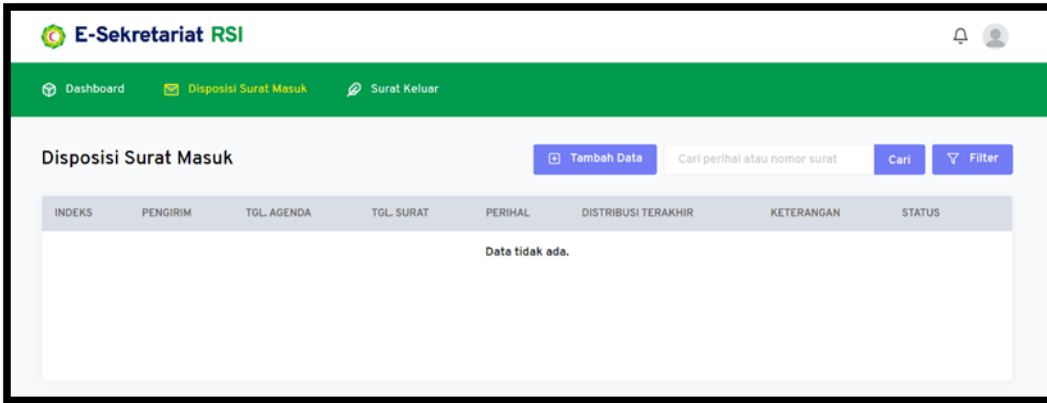 E-Sekretariat RSI
Dashboard Disposisi Surat Masuk Surat Keluar
Disposisi Surat Masuk Tambah Data Cari perihal atau nomor surat Cari Filter
INDEKS PENGIRIM TGL. AGENDA TGL. SURAT PERIHAL DISTRIBUSI TERAKHIR KETERANGAN STATUS
Data tidak ada.